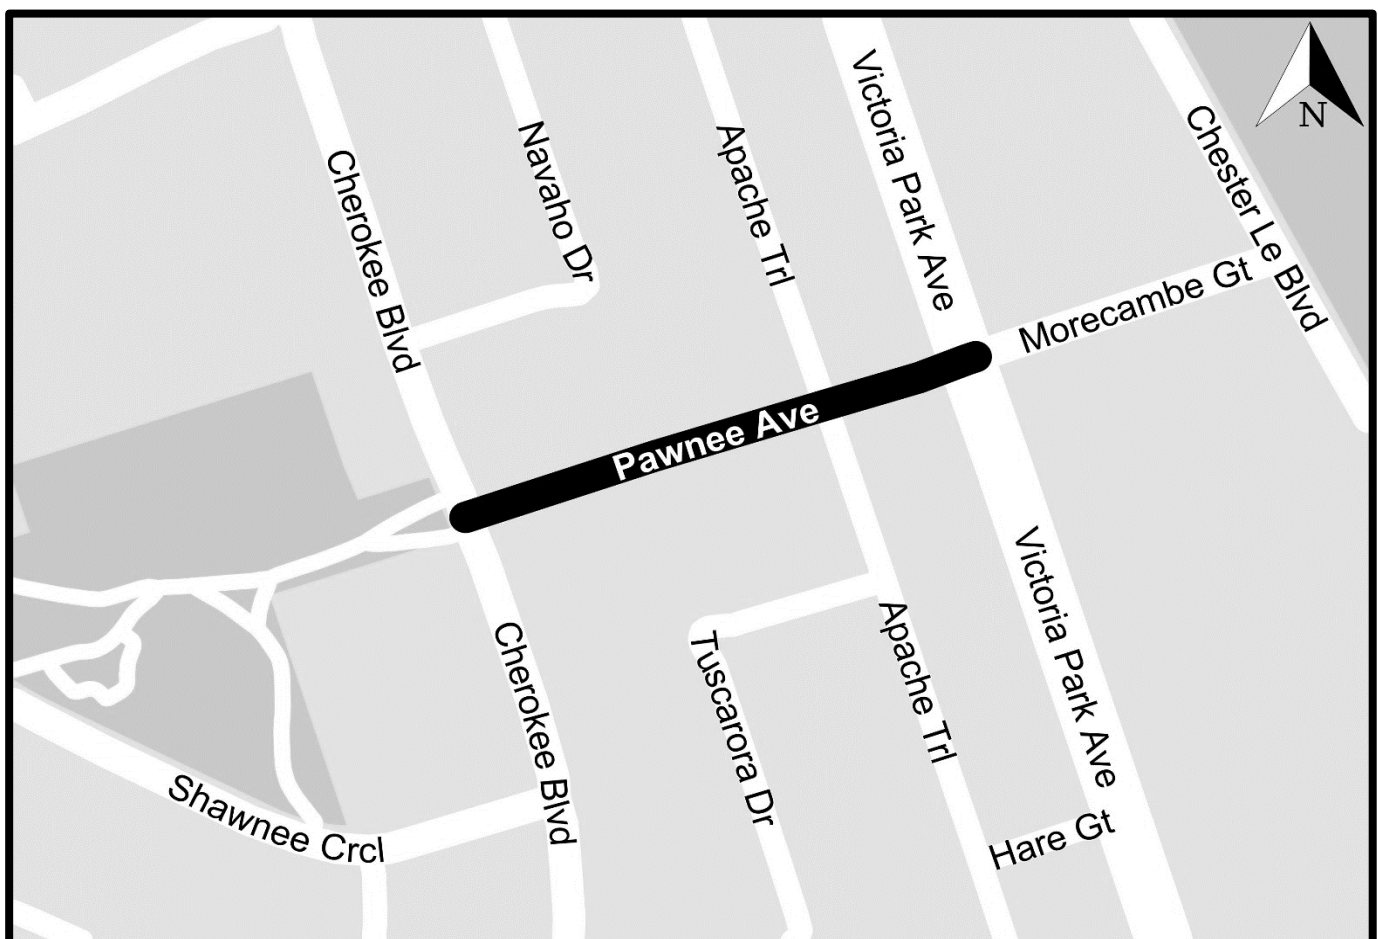 N
Victoria Park Ave
Chester Le Blvd
Navaho Dr
Apache Trl
Cherokee Blvd
Morecambe Gt
Pawnee Ave
Victoria Park Ave
Apache Trl
Cherokee Blvd
Tuscarora Dr
Shawnee Crcl
Hare Gt